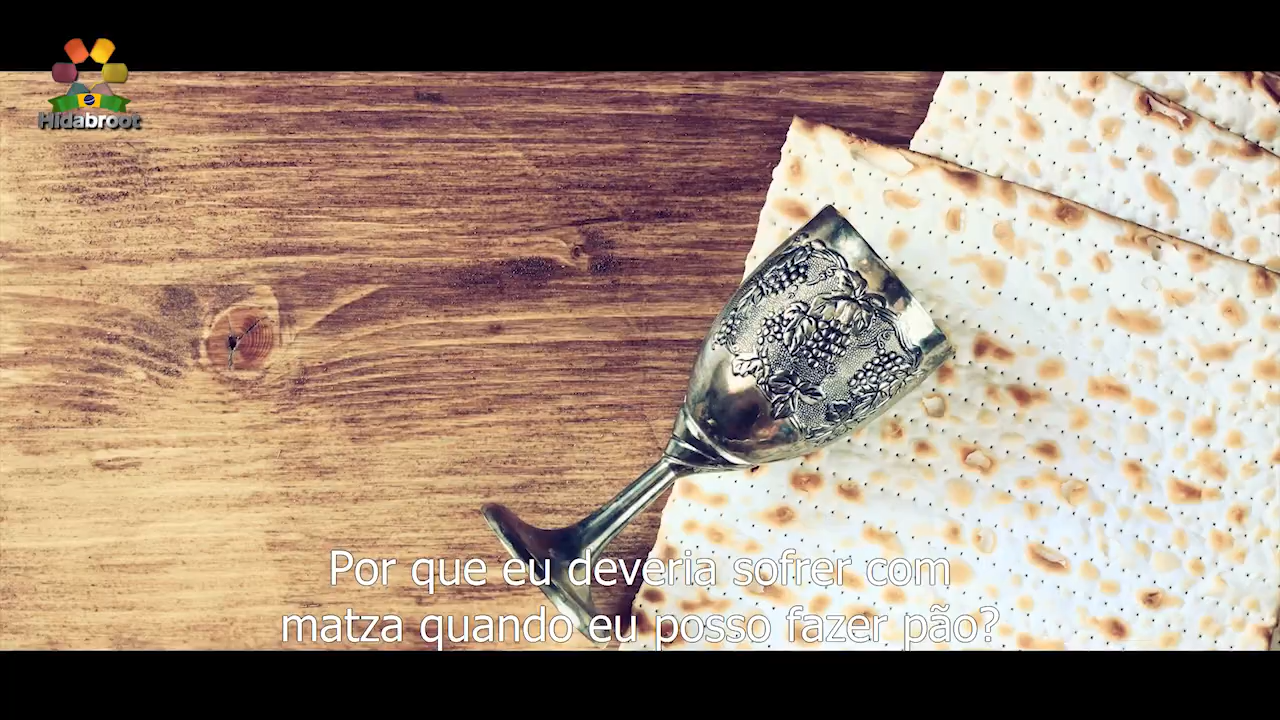 Hidabroot
Por que eu deveria sofrer com
matza quando eu posso fazer pão?